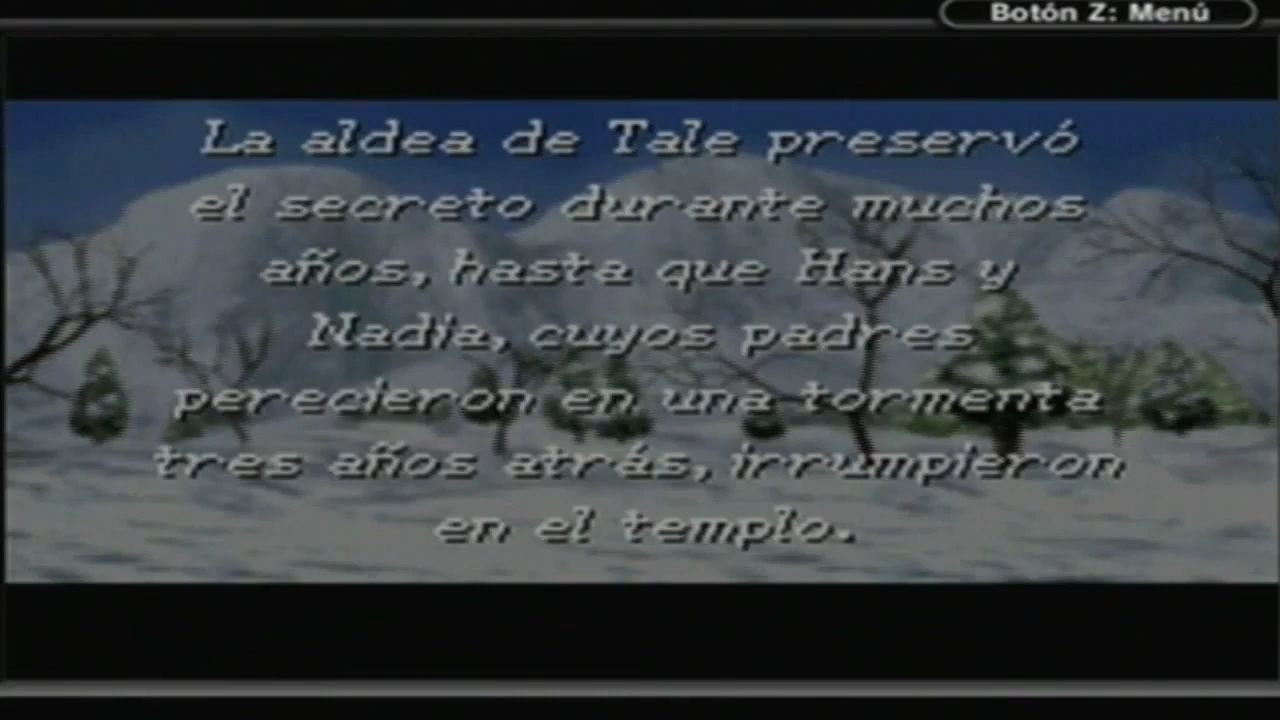 Botón Z: Menú
La aldea de Tale preservó
el secreto durante muchos
años, hasta que Hans y
Nadia, cuyos padres
perecieron en una tormenta
tres años atrás, irrumpieron
en el templo.